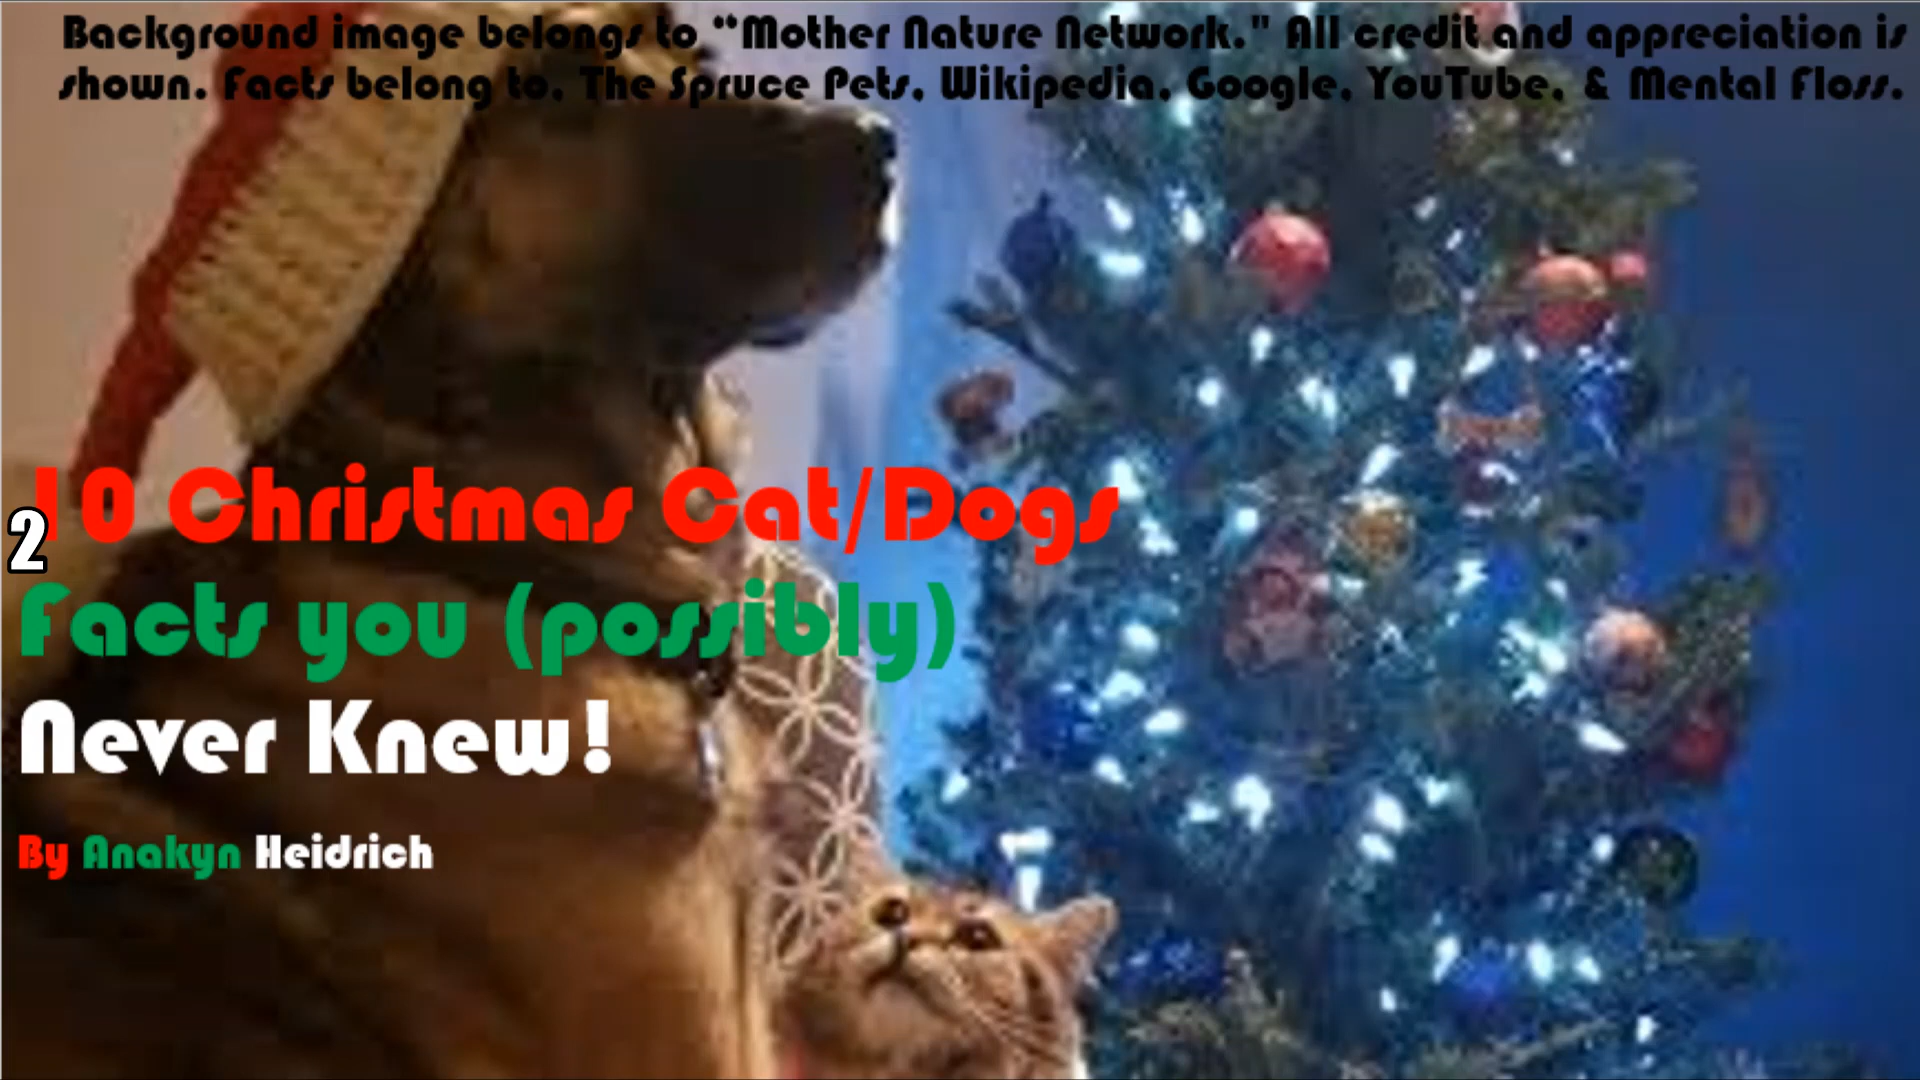 Background image belongs to “Mother Nature Network." All credit and appreciation is
shown. Facts belong to, The Spruce Pets, Wikipedia, Google, YouTube, & Mental Floss.
10 Christmas Cat/Dogs
2
Facts you (possibly)
Never Knew!
By Anakyn Heidrich